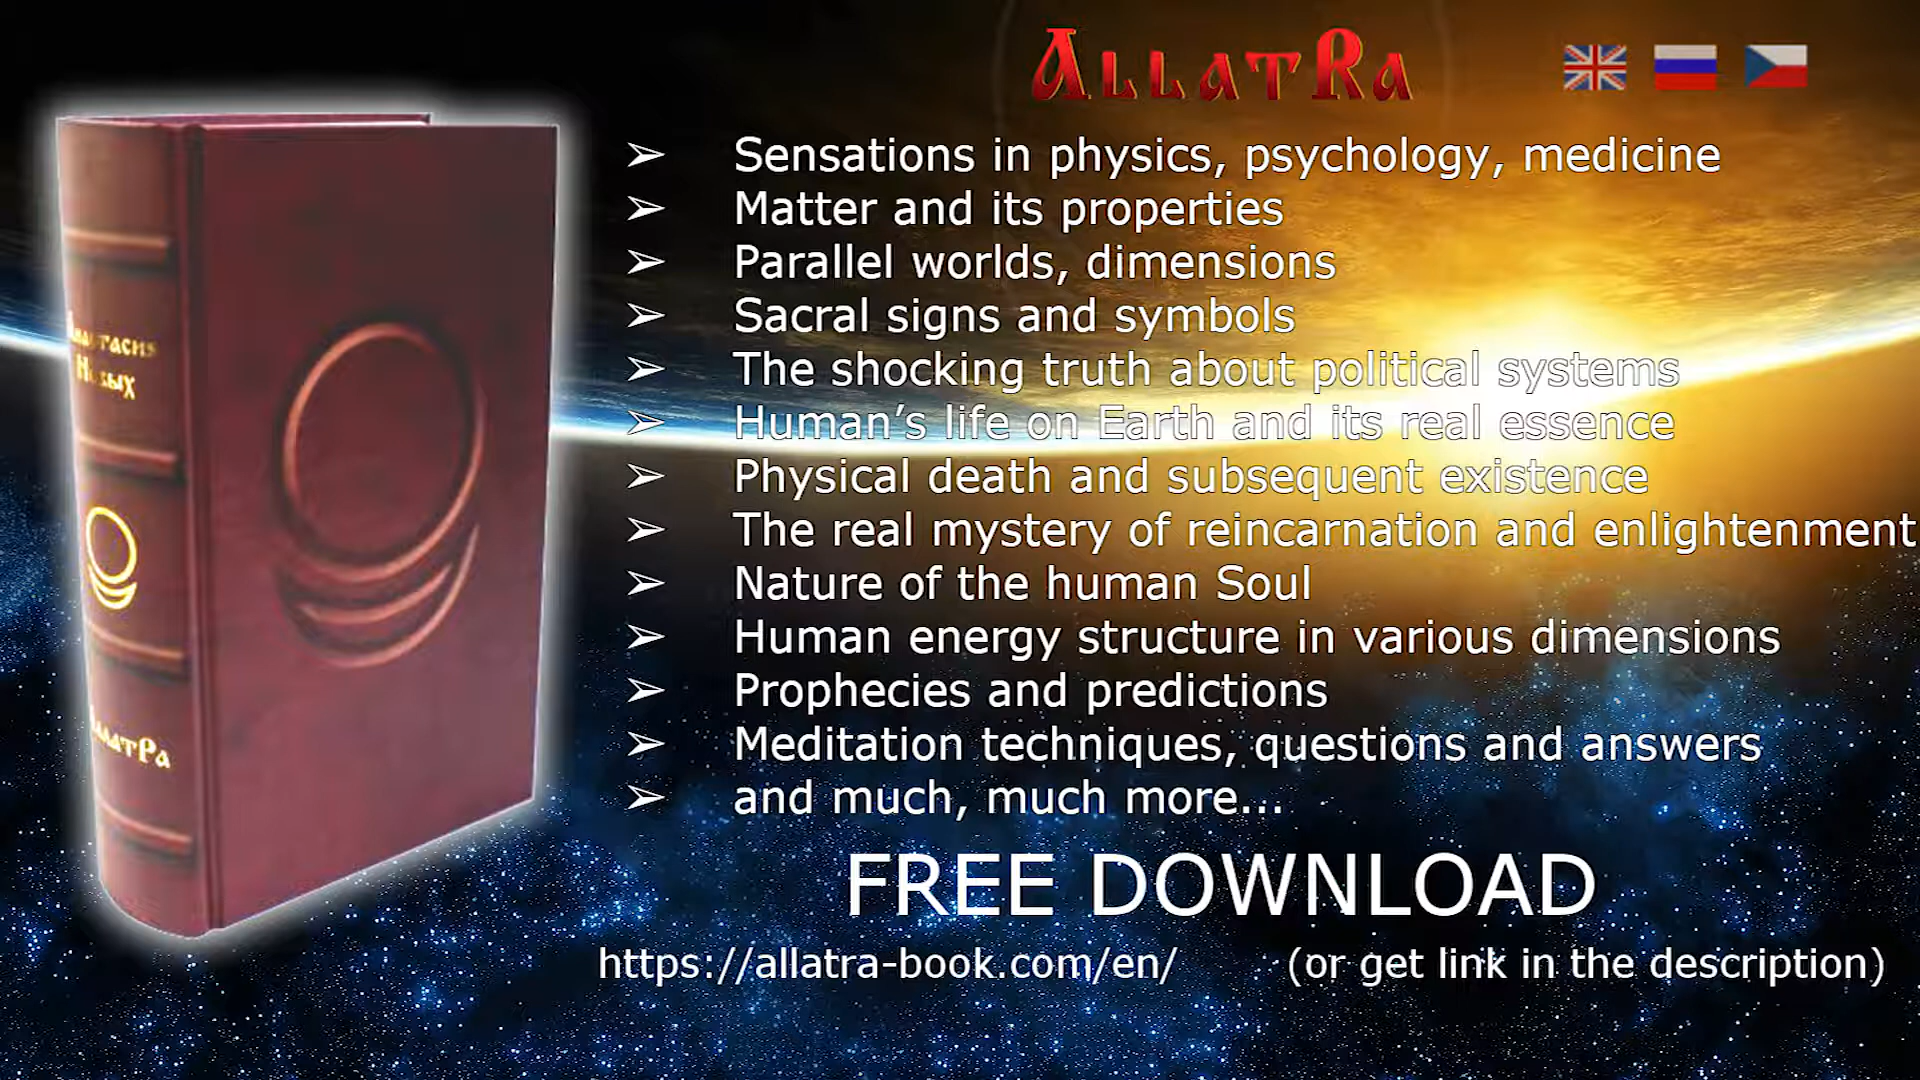 AllatRa
➢ Sensations in physics, psychology, medicine
➢ Matter and its properties
➢ Parallel worlds, dimensions
➢ Sacral signs and symbols
➢ The shocking truth about political systems
➢ Human’s life on Earth and its real essence
➢ Physical death and subsequent existence
➢ The real mystery of reincarnation and enlightenment
➢ Nature of the human Soul
➢ Human energy structure in various dimensions
➢ Prophecies and predictions
➢ Meditation techniques, questions and answers
➢ and much, much more...
FREE DOWNLOAD
https://allatra-book.com/en/ (or get link in the description)
Анастасия
Новых
АллатРа